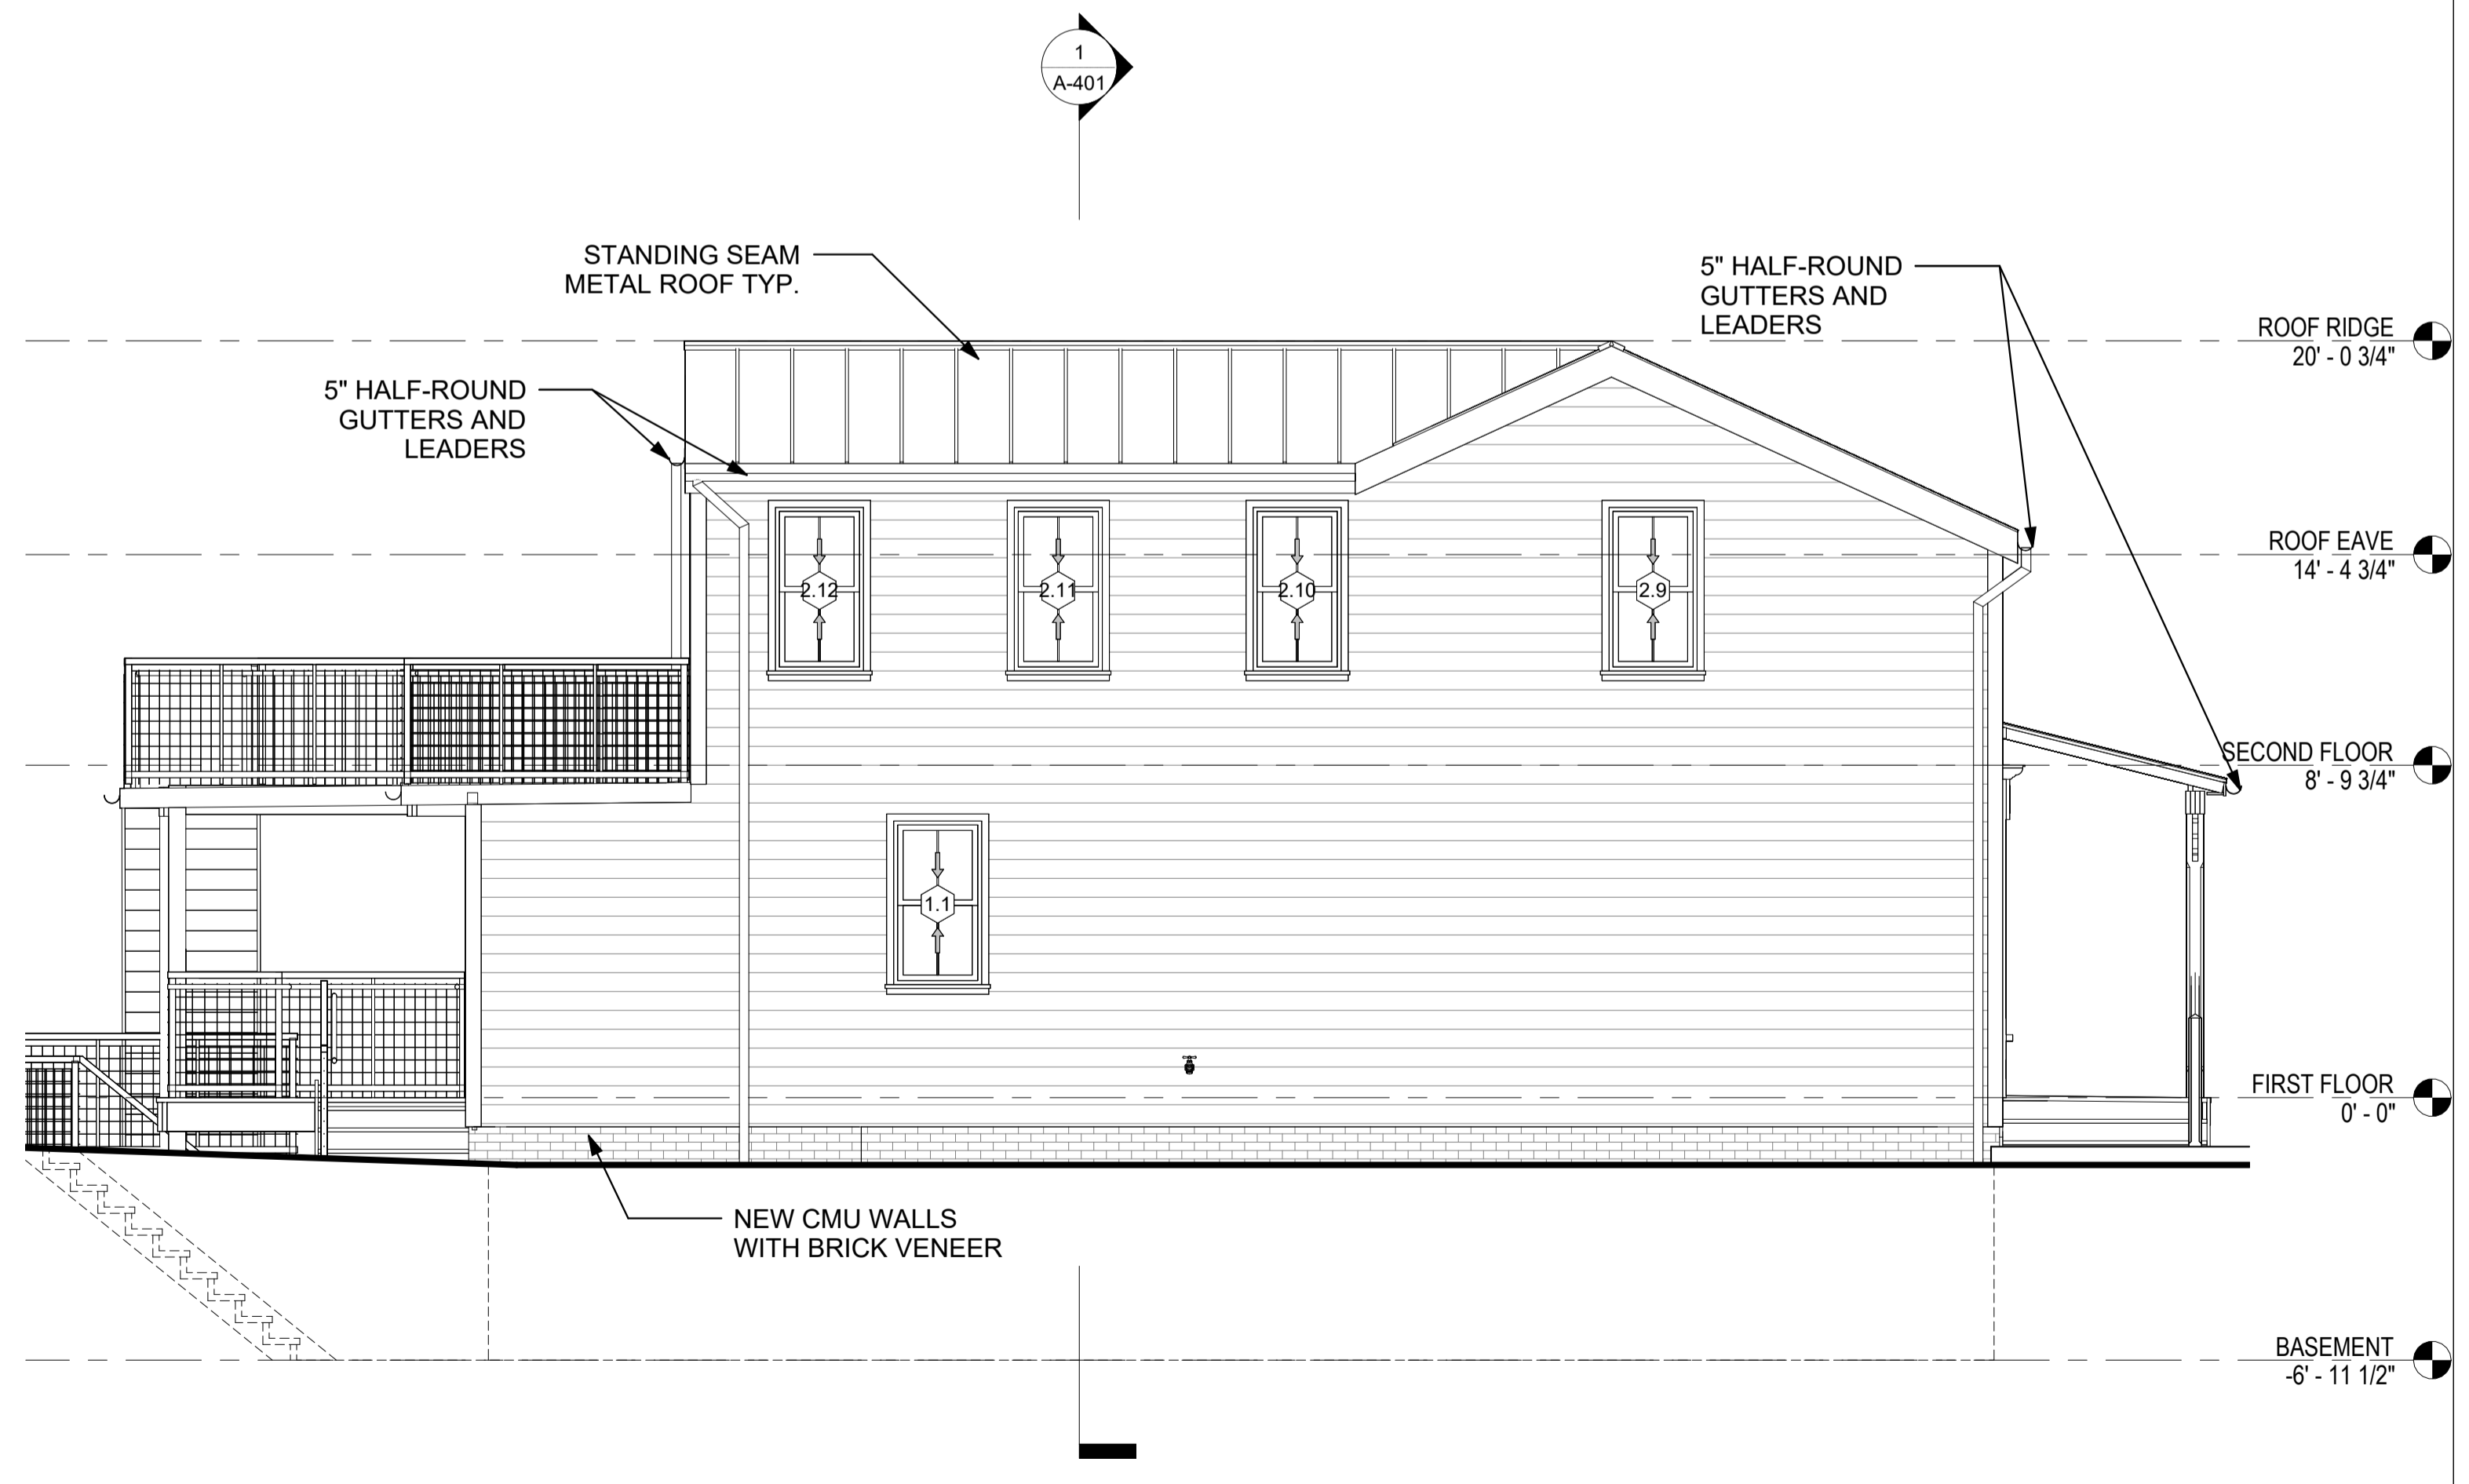 1
A-401
STANDING SEAM
METAL ROOF TYP.
5" HALF-ROUND
GUTTERS AND
LEADERS
ROOF RIDGE
20' - 0 3/4"
5" HALF-ROUND
GUTTERS AND
LEADERS
ROOF EAVE
14' - 4 3/4"
2.12
2.11
2.10
2.9
SECOND FLOOR
8' - 9 3/4"
1.1
FIRST FLOOR
0' - 0"
NEW CMU WALLS
WITH BRICK VENEER
BASEMENT
-6' - 11 1/2"